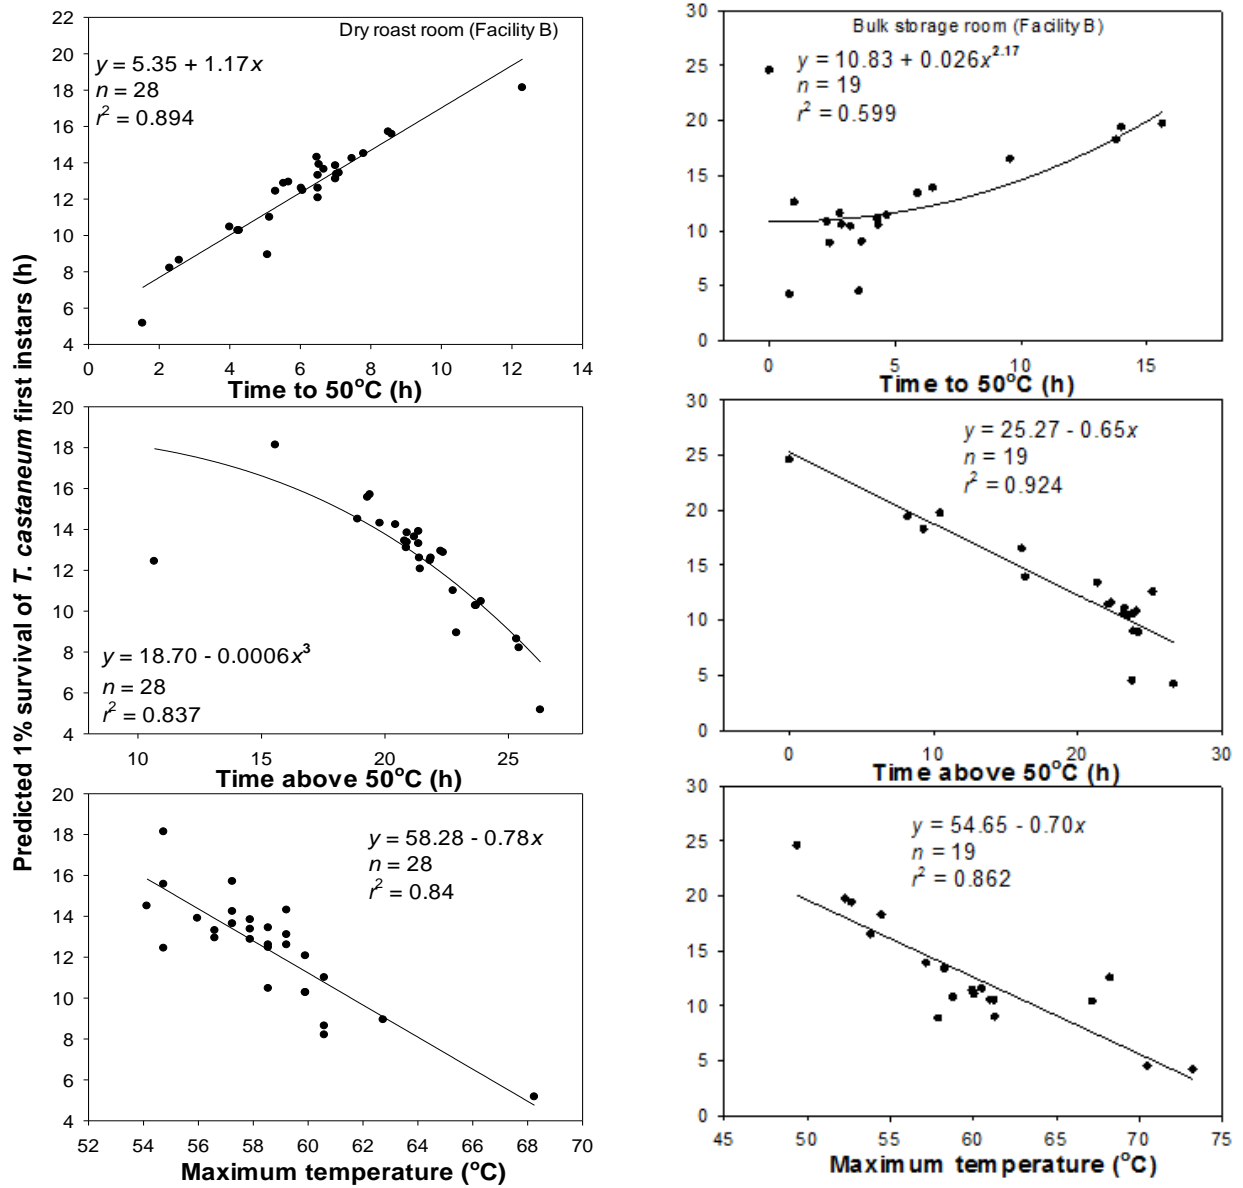 Predicted 1% survival of T. castaneum first instars (h)
Dry roast room (Facility B)
y = 5.35 + 1.17x
n = 28
r² = 0.894
22
20
18
16
14
12
10
8
6
4
0 2 4 6 8 10 12 14
Time to 50°C (h)
Bulk storage room (Facility B)
y = 10.83 + 0.026x²·¹⁷
n = 19
r² = 0.599
30
25
20
15
10
5
0
0 5 10 15
Time to 50°C (h)
20
18
16
14
12
10
8
6
4
y = 18.70 - 0.0006x³
n = 28
r² = 0.837
10 15 20 25
Time above 50°C (h)
30
25
20
15
10
5
0
y = 25.27 - 0.65x
n = 19
r² = 0.924
0 10 20 30
Time above 50°C (h)
20
18
16
14
12
10
8
6
4
y = 58.28 - 0.78x
n = 28
r² = 0.84
52 54 56 58 60 62 64 66 68 70
Maximum temperature (°C)
30
25
20
15
10
5
0
y = 54.65 - 0.70x
n = 19
r² = 0.862
45 50 55 60 65 70 75
Maximum temperature (°C)